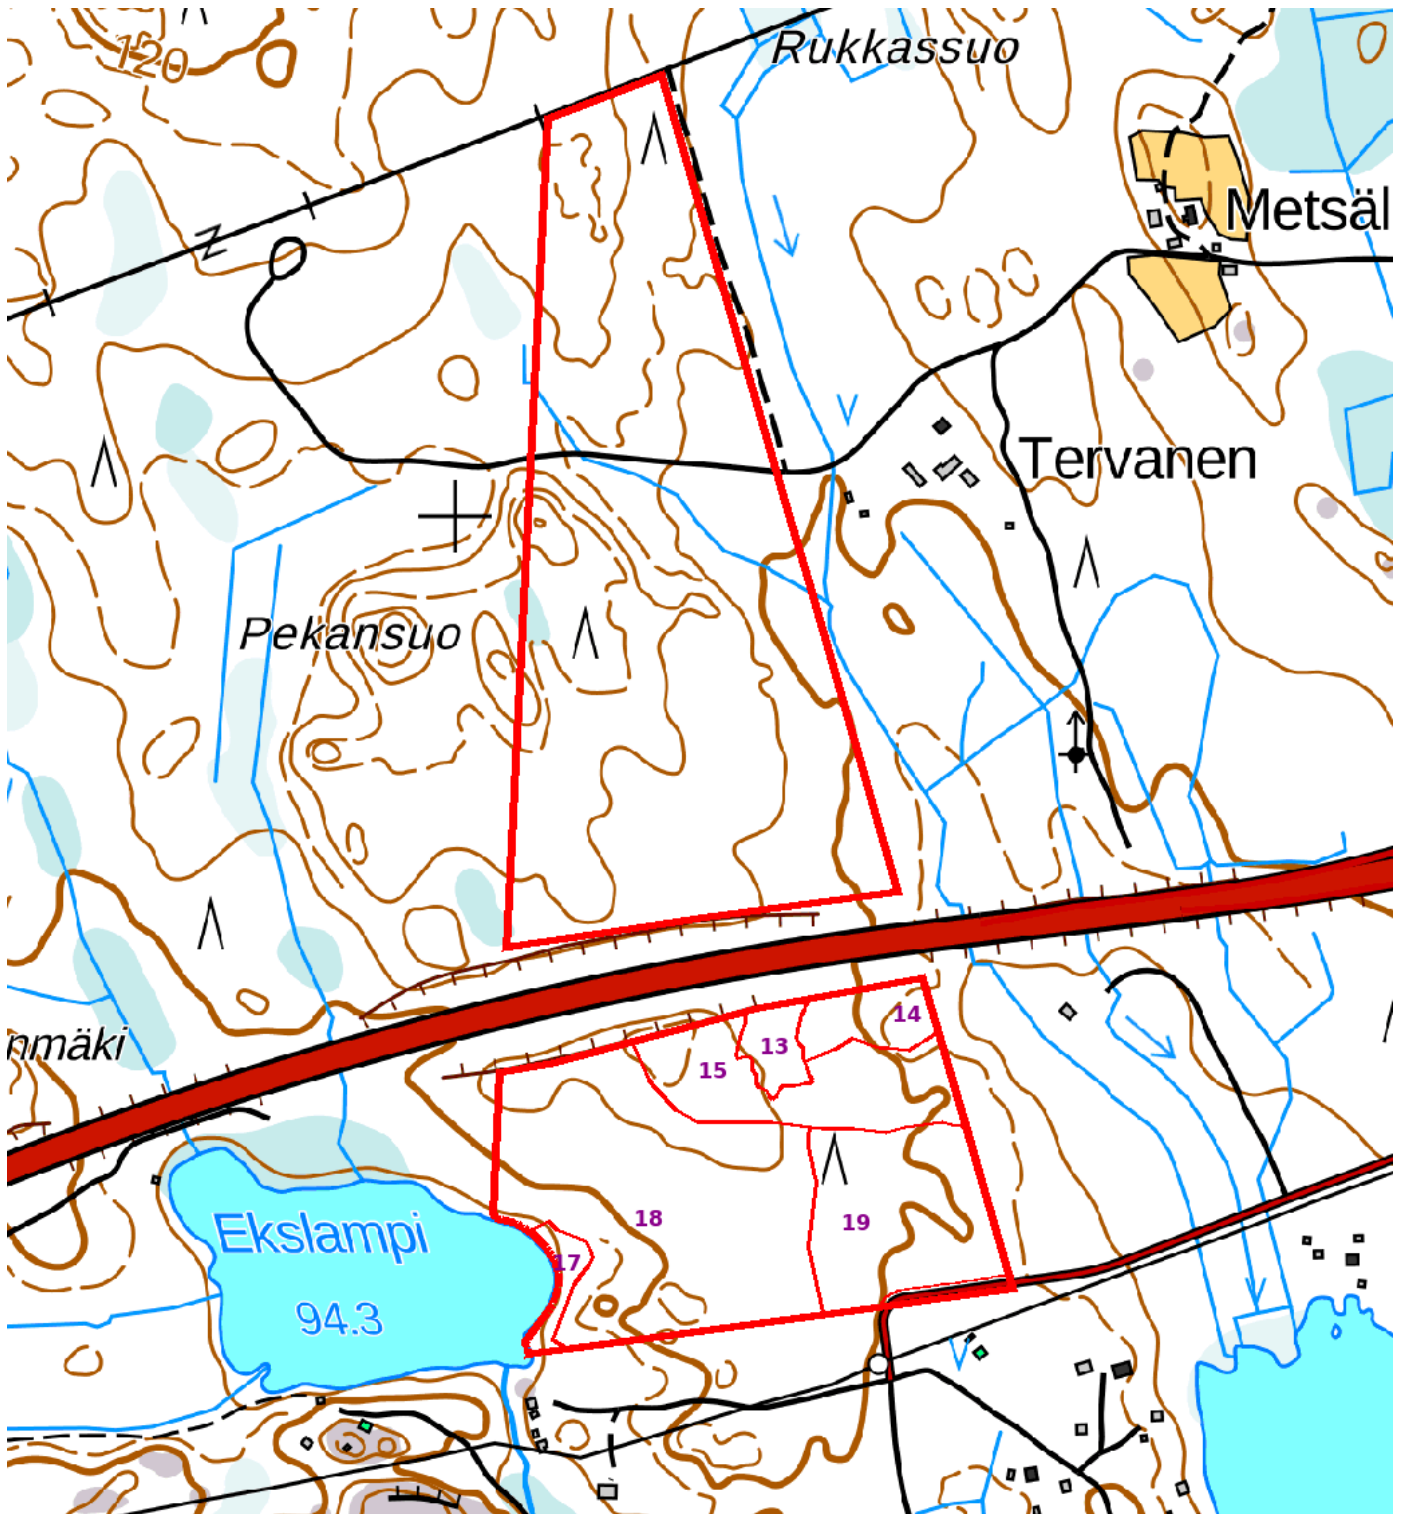 Rukkassuo
120
Metsäl
Z
Tervanen
Pekansuo
14
nmäki
13
15
18
19
Ekslampi
17
94.3